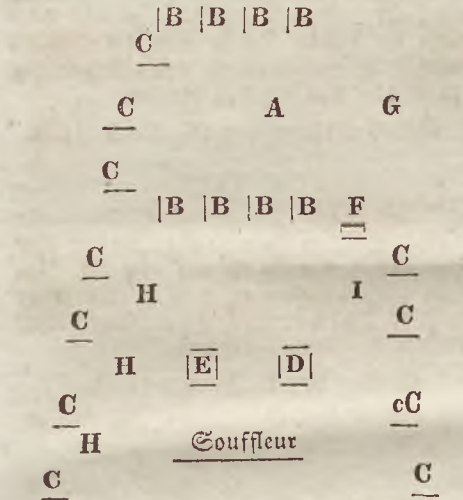 |B |B |B |B
C
C A G
C
|B |B |B |B F
C C
H I
C C
H |E| |D|
C cC
H Souffleur
C C